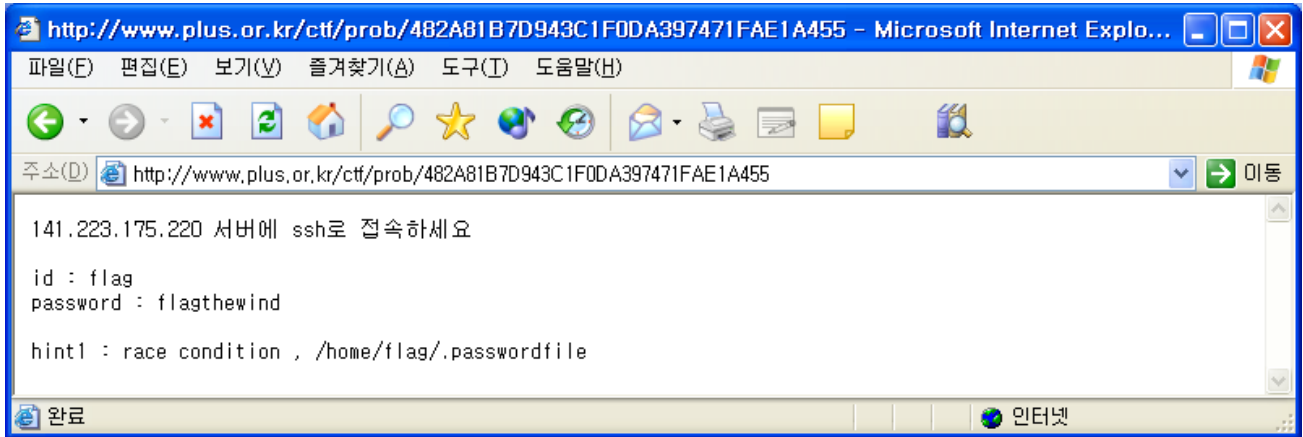 http://www.plus.or.kr/ctf/prob/482A81B7D943C1F0DA397471FAE1A455 - Microsoft Internet Explo...
파일(F) 편집(E) 보기(V) 즐겨찾기(A) 도구(T) 도움말(H)
주소(D) http://www.plus.or.kr/ctf/prob/482A81B7D943C1F0DA397471FAE1A455 이동
141.223.175.220 서버에 ssh로 접속하세요
id : flag
password : flagthewind
hint1 : race condition , /home/flag/.passwordfile
완료 인터넷